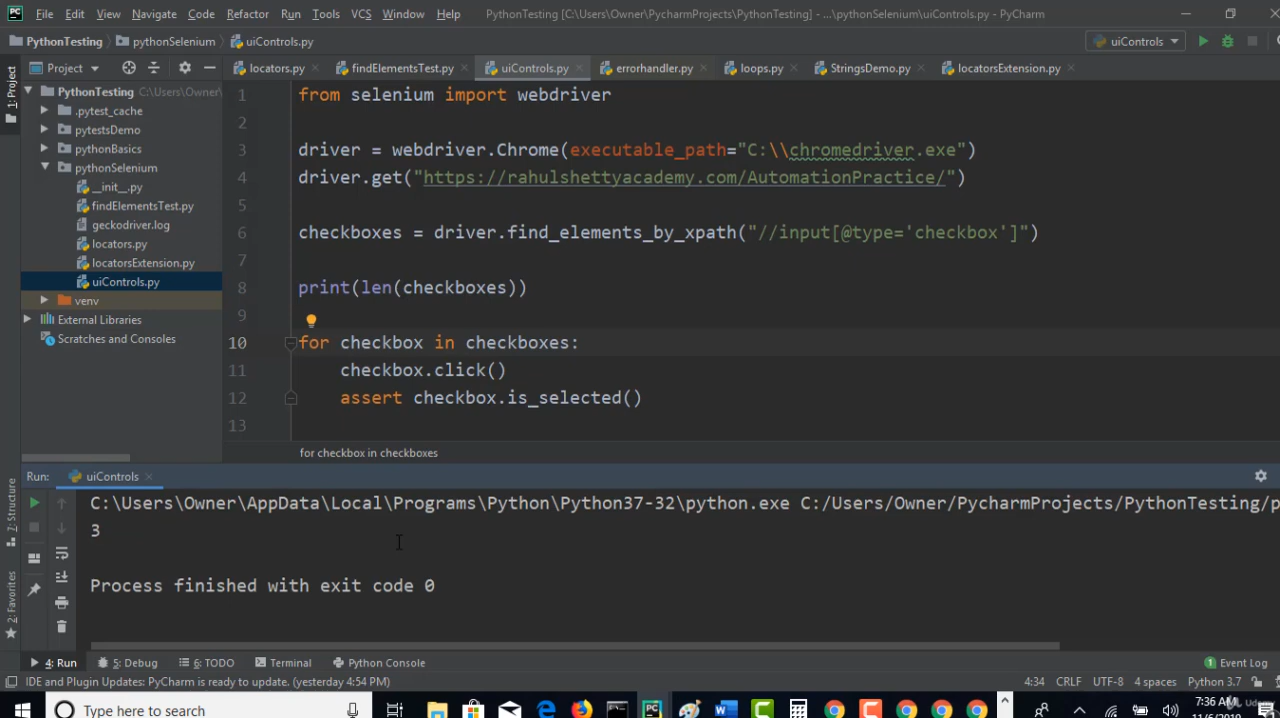 File Edit View Navigate Code Refactor Run Tools VCS Window Help PythonTesting [C:\Users\Owner\PycharmProjects\PythonTesting] - ...\pythonSelenium\uiControls.py - PyCharm
PythonTesting pythonSelenium uiControls.py uiControls
Project locators.py findElementsTest.py uiControls.py errorhandler.py loops.py StringsDemo.py locatorsExtension.py
1: Project
PythonTesting C:\Users\Owner\
.pytest_cache
pytestsDemo
pythonBasics
pythonSelenium
__init__.py
findElementsTest.py
geckodriver.log
locators.py
locatorsExtension.py
uiControls.py
venv
External Libraries
Scratches and Consoles
1 from selenium import webdriver
2
3 driver = webdriver.Chrome(executable_path="C:\\chromedriver.exe")
4 driver.get("https://rahulshettyacademy.com/AutomationPractice/")
5
6 checkboxes = driver.find_elements_by_xpath("//input[@type='checkbox']")
7
8 print(len(checkboxes))
9
10 for checkbox in checkboxes:
11 checkbox.click()
12 assert checkbox.is_selected()
13
for checkbox in checkboxes
Run: uiControls
C:\Users\Owner\AppData\Local\Programs\Python\Python37-32\python.exe C:/Users/Owner/PycharmProjects/PythonTesting/p
3
Process finished with exit code 0
7: Structure
2: Favorites
4: Run 5: Debug 6: TODO Terminal Python Console 1 Event Log
IDE and Plugin Updates: PyCharm is ready to update. (yesterday 4:54 PM) 4:34 CRLF UTF-8 4 spaces Python 3.7
Type here to search 7:36 AM